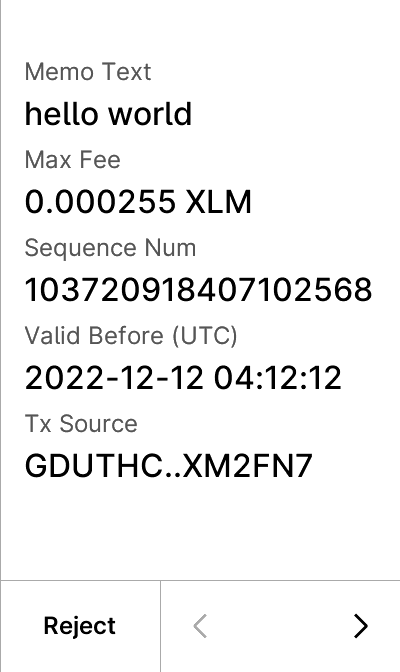 Memo Text
hello world
Max Fee
0.000255 XLM
Sequence Num
103720918407102568
Valid Before (UTC)
2022-12-12 04:12:12
Tx Source
GDUTHC..XM2FN7
Reject